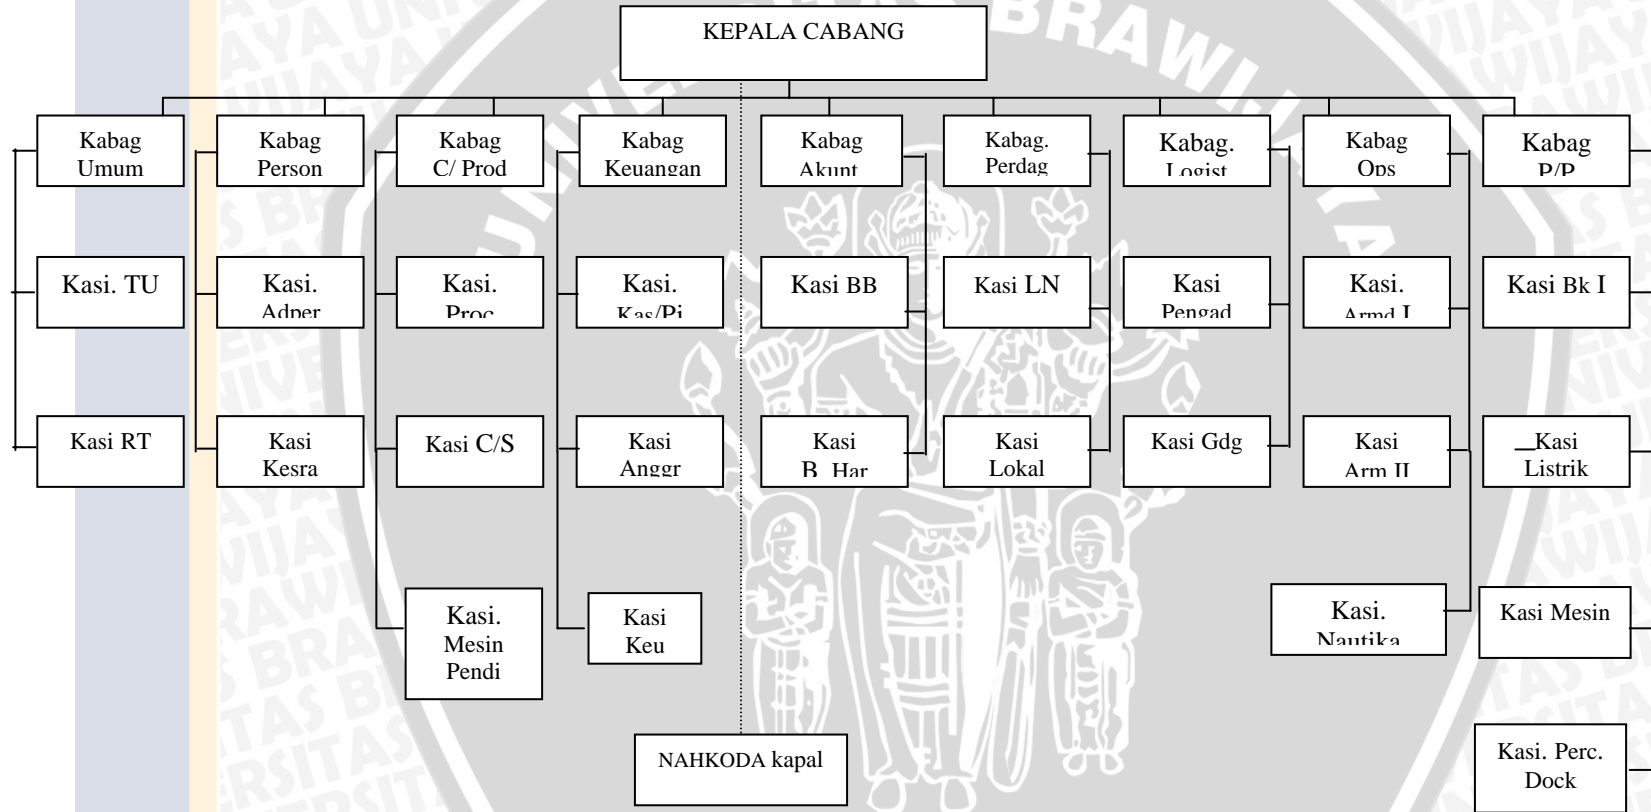 KEPALA CABANG
Kabag
Umum
Kabag
Person
Kabag
C/ Prod
Kabag
Keuangan
Kabag
Akunt
Kabag.
Perdag
Kabag.
Logist
Kabag
Ops
Kabag
P/P
Kasi. TU
Kasi.
Adper
Kasi.
Proc
Kasi.
Kas/Pi
Kasi BB
Kasi LN
Kasi
Pengad
Kasi.
Armd I
Kasi Bk I
Kasi RT
Kasi
Kesra
Kasi C/S
Kasi
Anggr
Kasi
B. Har
Kasi
Lokal
Kasi Gdg
Kasi
Arm II
Kasi
Listrik
Kasi.
Mesin
Pendi
Kasi
Keu
Kasi.
Nautika
Kasi Mesin
NAHKODA kapal
Kasi. Perc.
Dock
UNIVERSITAS BRAWIJAYA